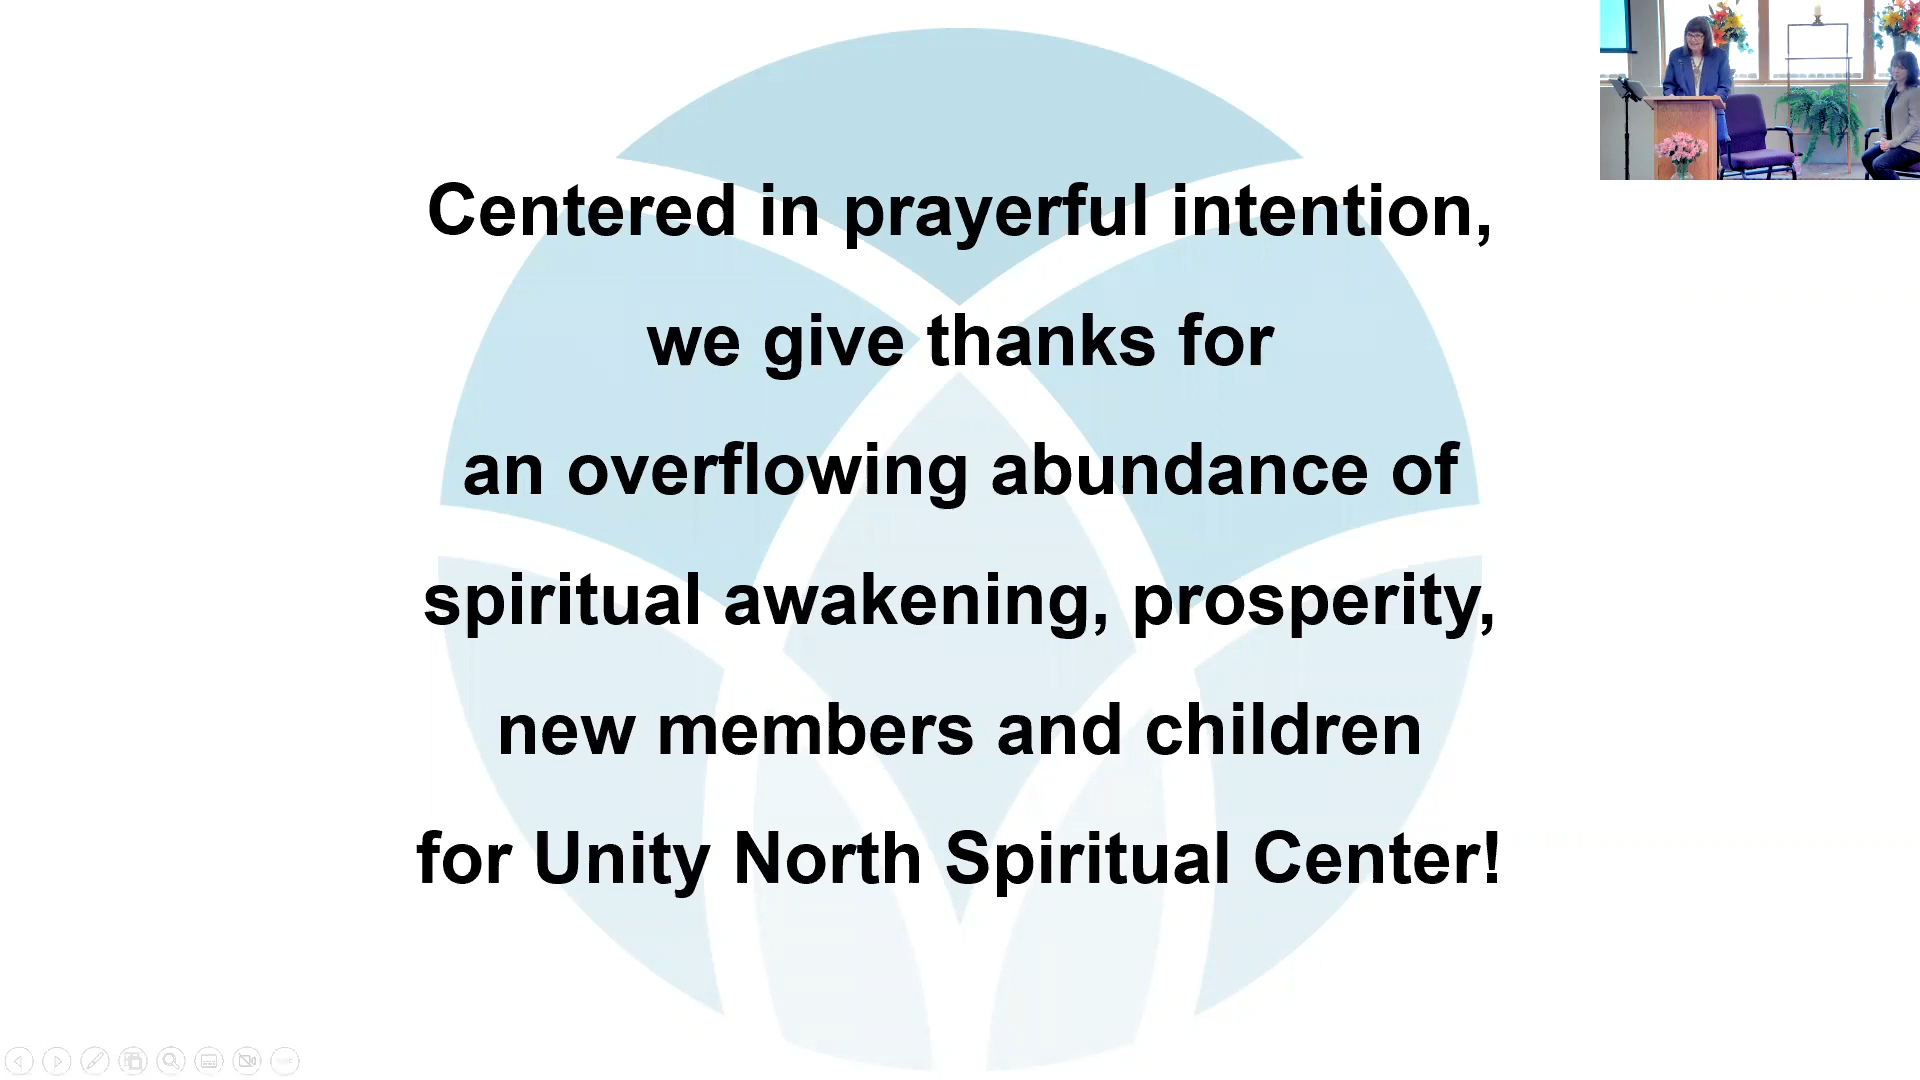 Centered in prayerful intention,
we give thanks for
an overflowing abundance of
spiritual awakening, prosperity,
new members and children
for Unity North Spiritual Center!